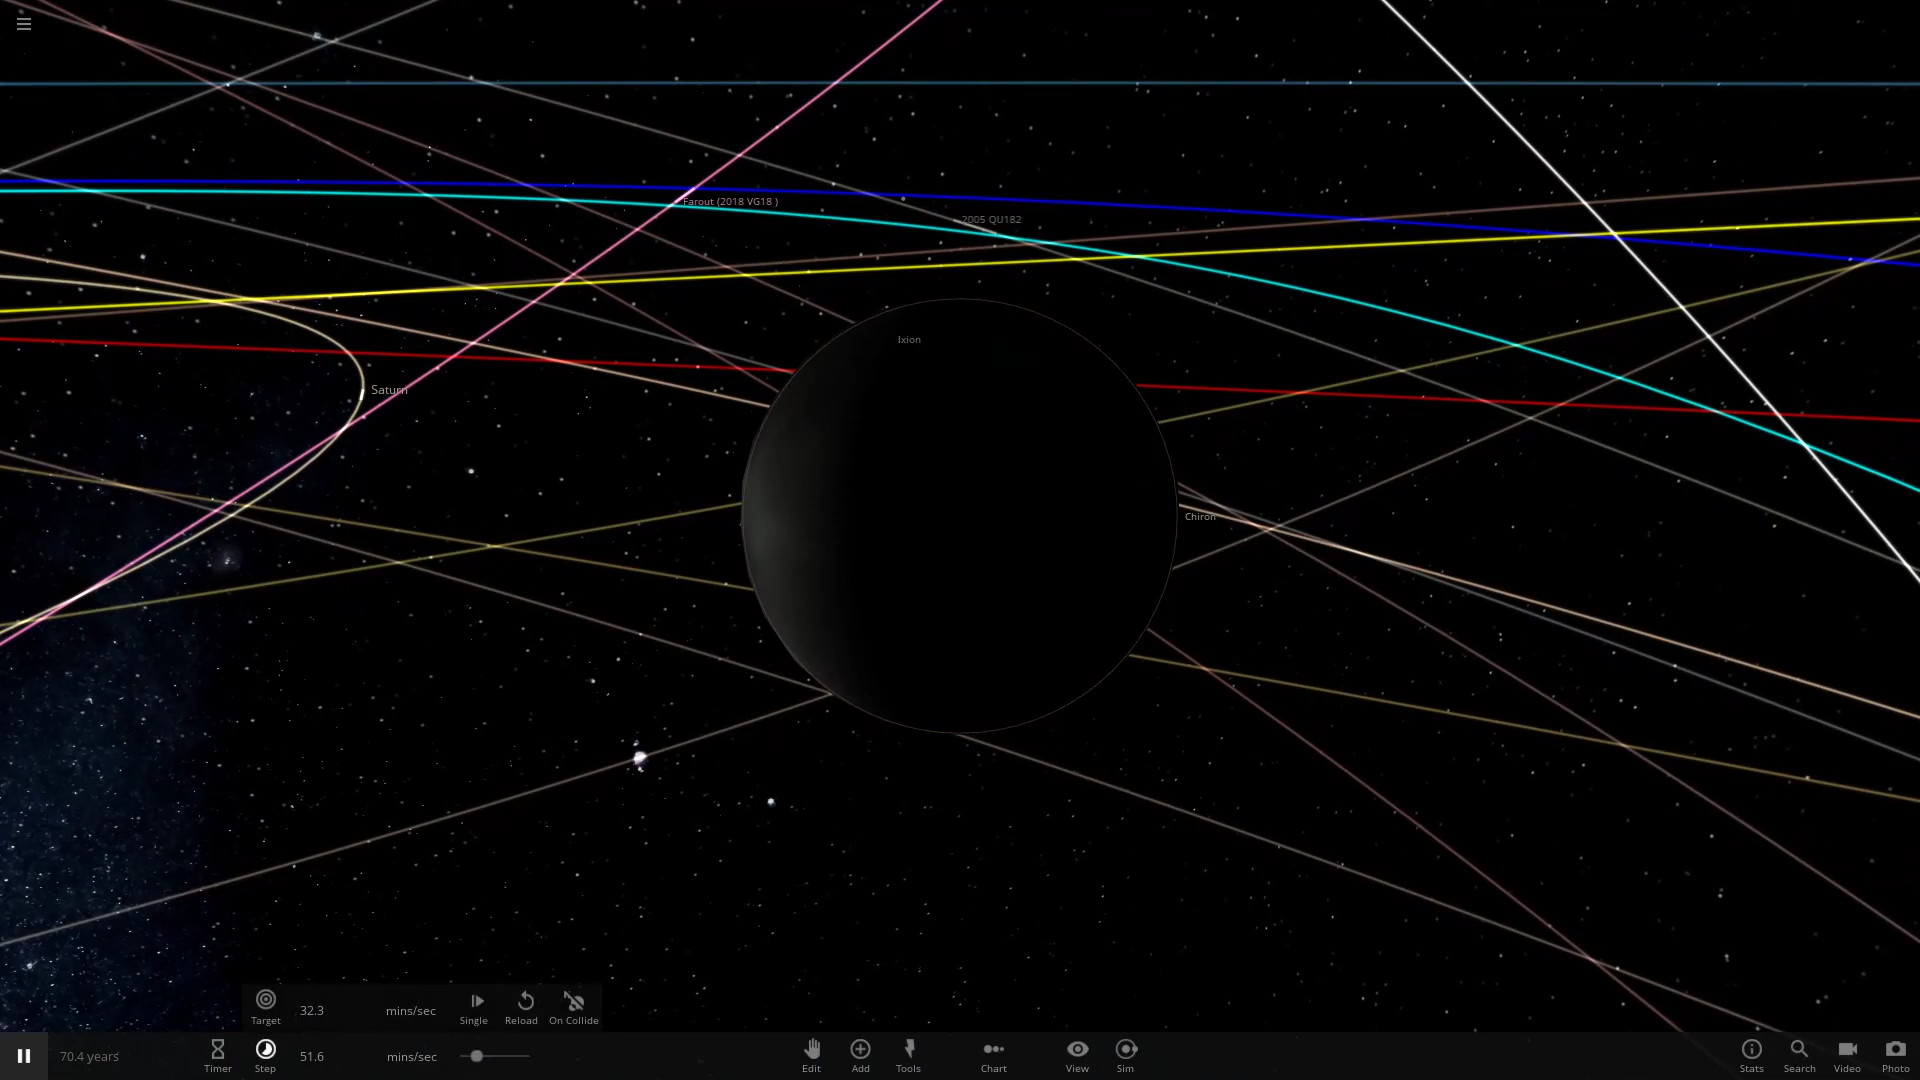 Farout (2018 VG18 )
2005 QU182
Ixion
Saturn
Chiron
Target
32.3
mins/sec
Single
Reload
On Collide
70.4 years
Timer
Step
51.6
mins/sec
Edit
Add
Tools
Chart
View
Sim
Stats
Search
Video
Photo